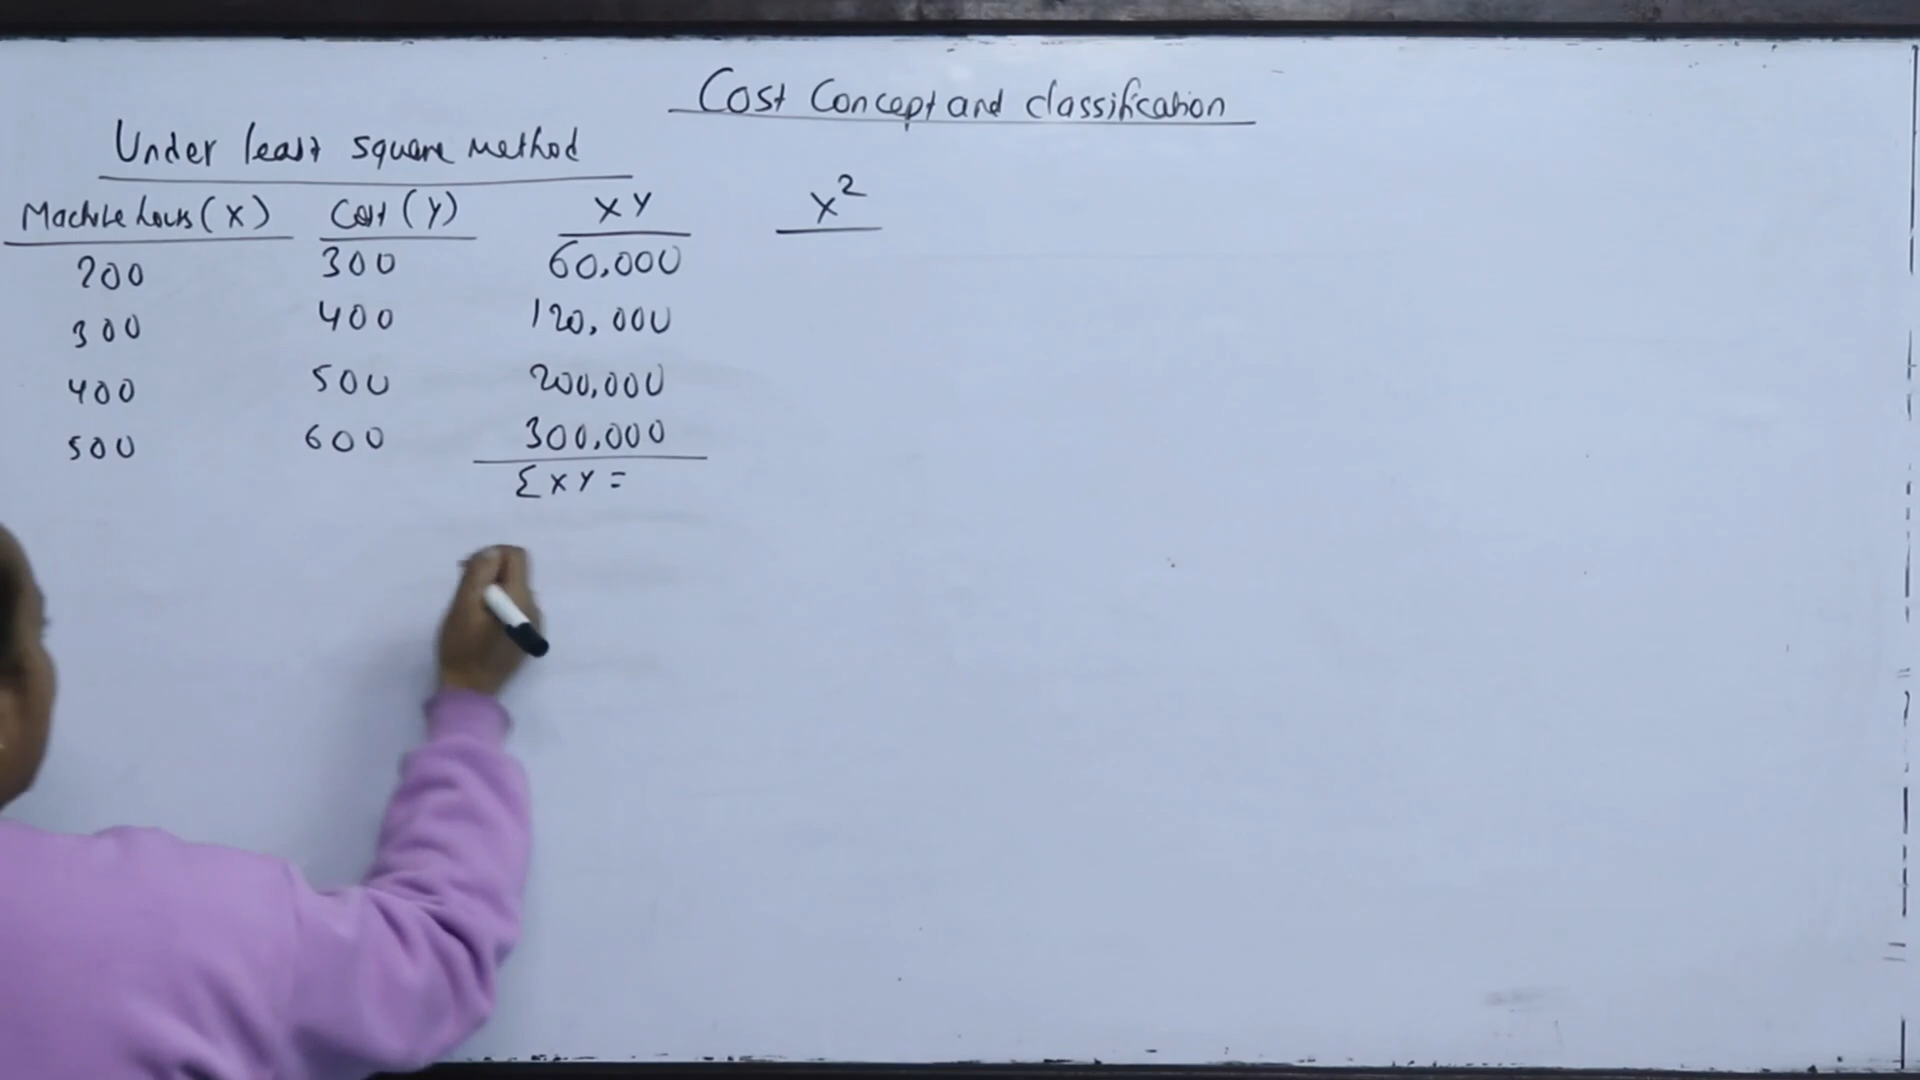 Cost Concept and classification
Under least square method
Machine hours (X) Cost (Y) XY X²
200 300 60,000
300 400 120,000
400 500 200,000
500 600 300,000
ΣXY =